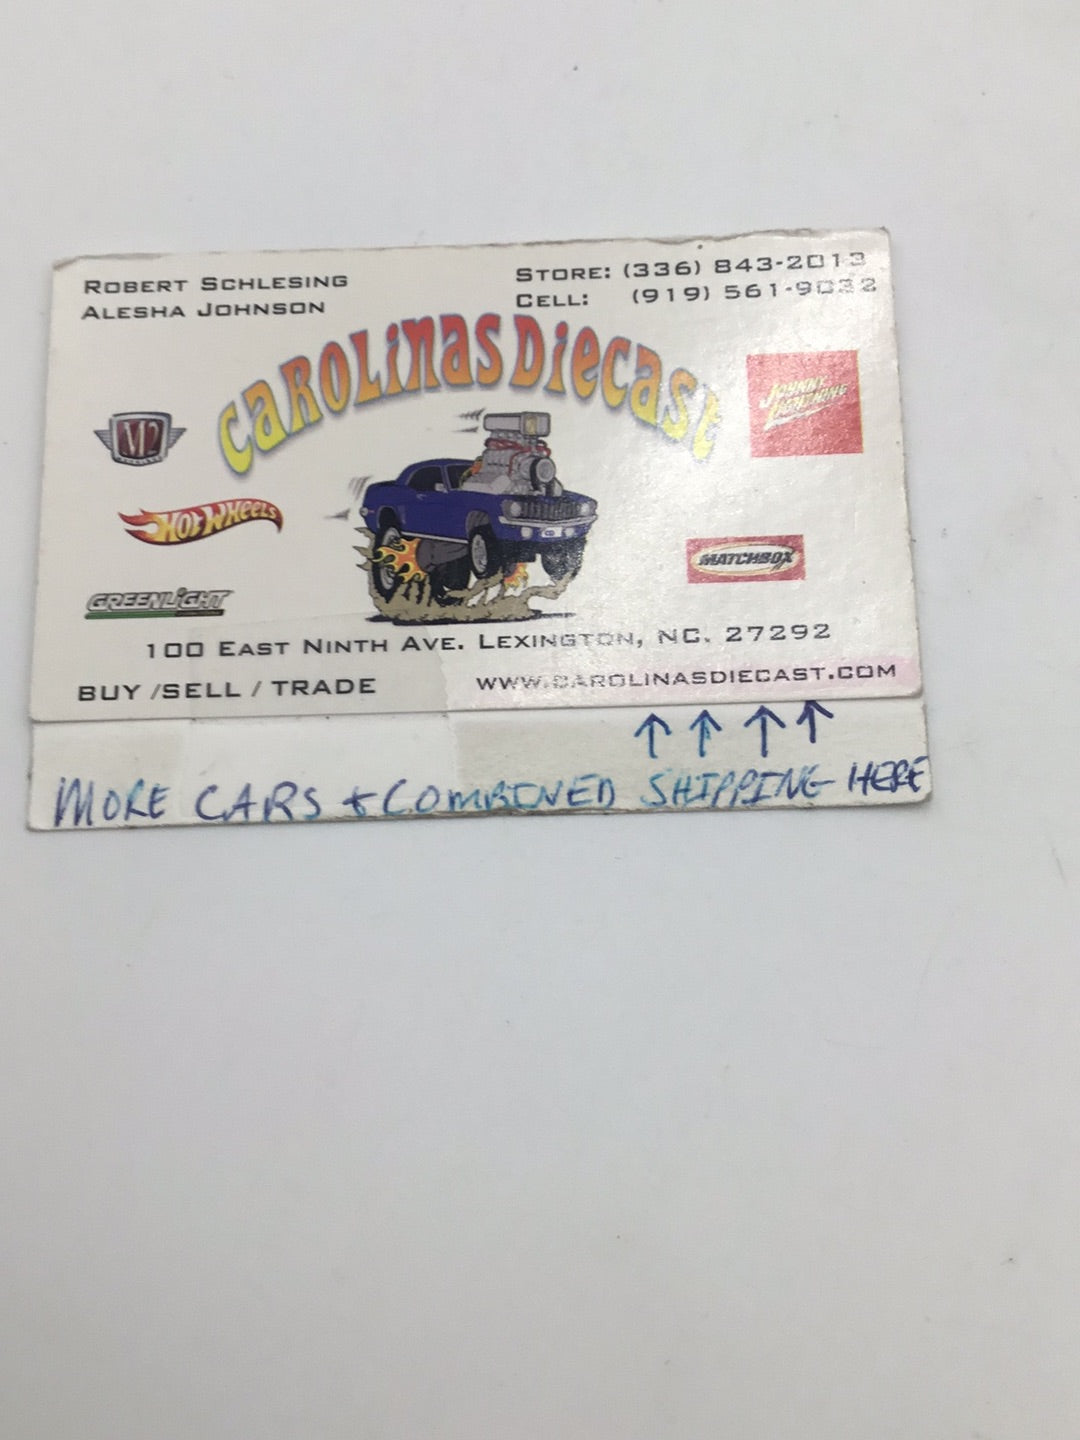 ROBERT SCHLESING
ALESHA JOHNSON
STORE: (336) 843-2013
CELL: (919) 561-9032
CAROLINAS DIECAST
M2
JOHNNY LIGHTNING
HOT WHEELS
MATCHBOX
GREENLIGHT
100 EAST NINTH AVE. LEXINGTON, NC. 27292
BUY /SELL / TRADE
WWW.CAROLINASDIECAST.COM
↑ ↑ ↑ ↑
MORE CARS + COMBINED SHIPPING HERE